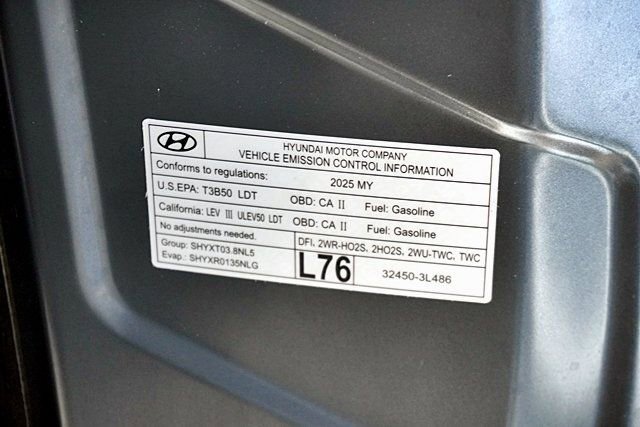 HYUNDAI MOTOR COMPANY
VEHICLE EMISSION CONTROL INFORMATION
Conforms to regulations: 2025 MY
U.S.EPA: T3B50 LDT OBD: CA II Fuel: Gasoline
California: LEV III ULEV50 LDT OBD: CA II Fuel: Gasoline
No adjustments needed. DFI, 2WR-HO2S, 2HO2S, 2WU-TWC, TWC
Group: SHYXT03.8NL5
Evap.: SHYXR0135NLG
L76 32450-3L486